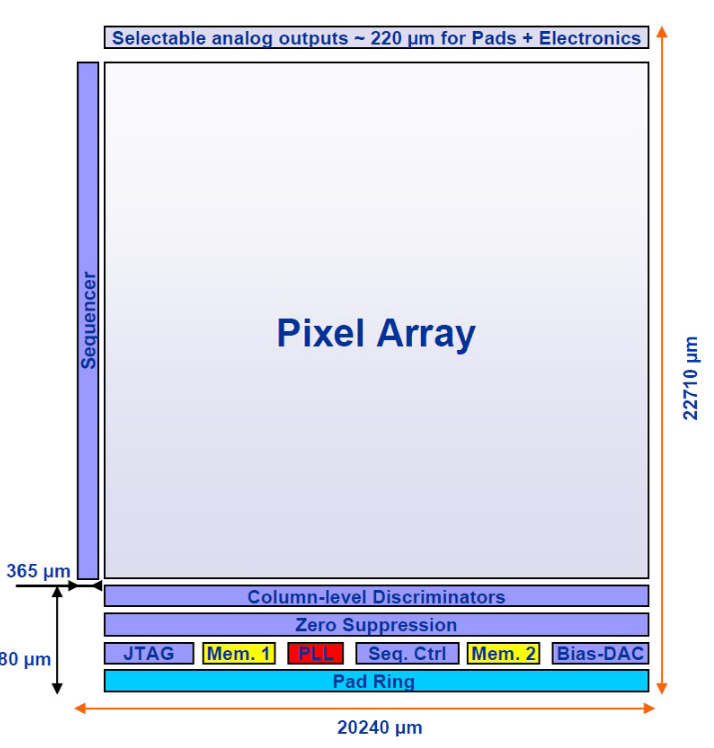 Selectable analog outputs ~ 220 µm for Pads + Electronics
Sequencer
Pixel Array
22710 µm
365 µm
Column-level Discriminators
Zero Suppression
JTAG Mem. 1 PLL Seq. Ctrl Mem. 2 Bias-DAC
80 µm
Pad Ring
20240 µm